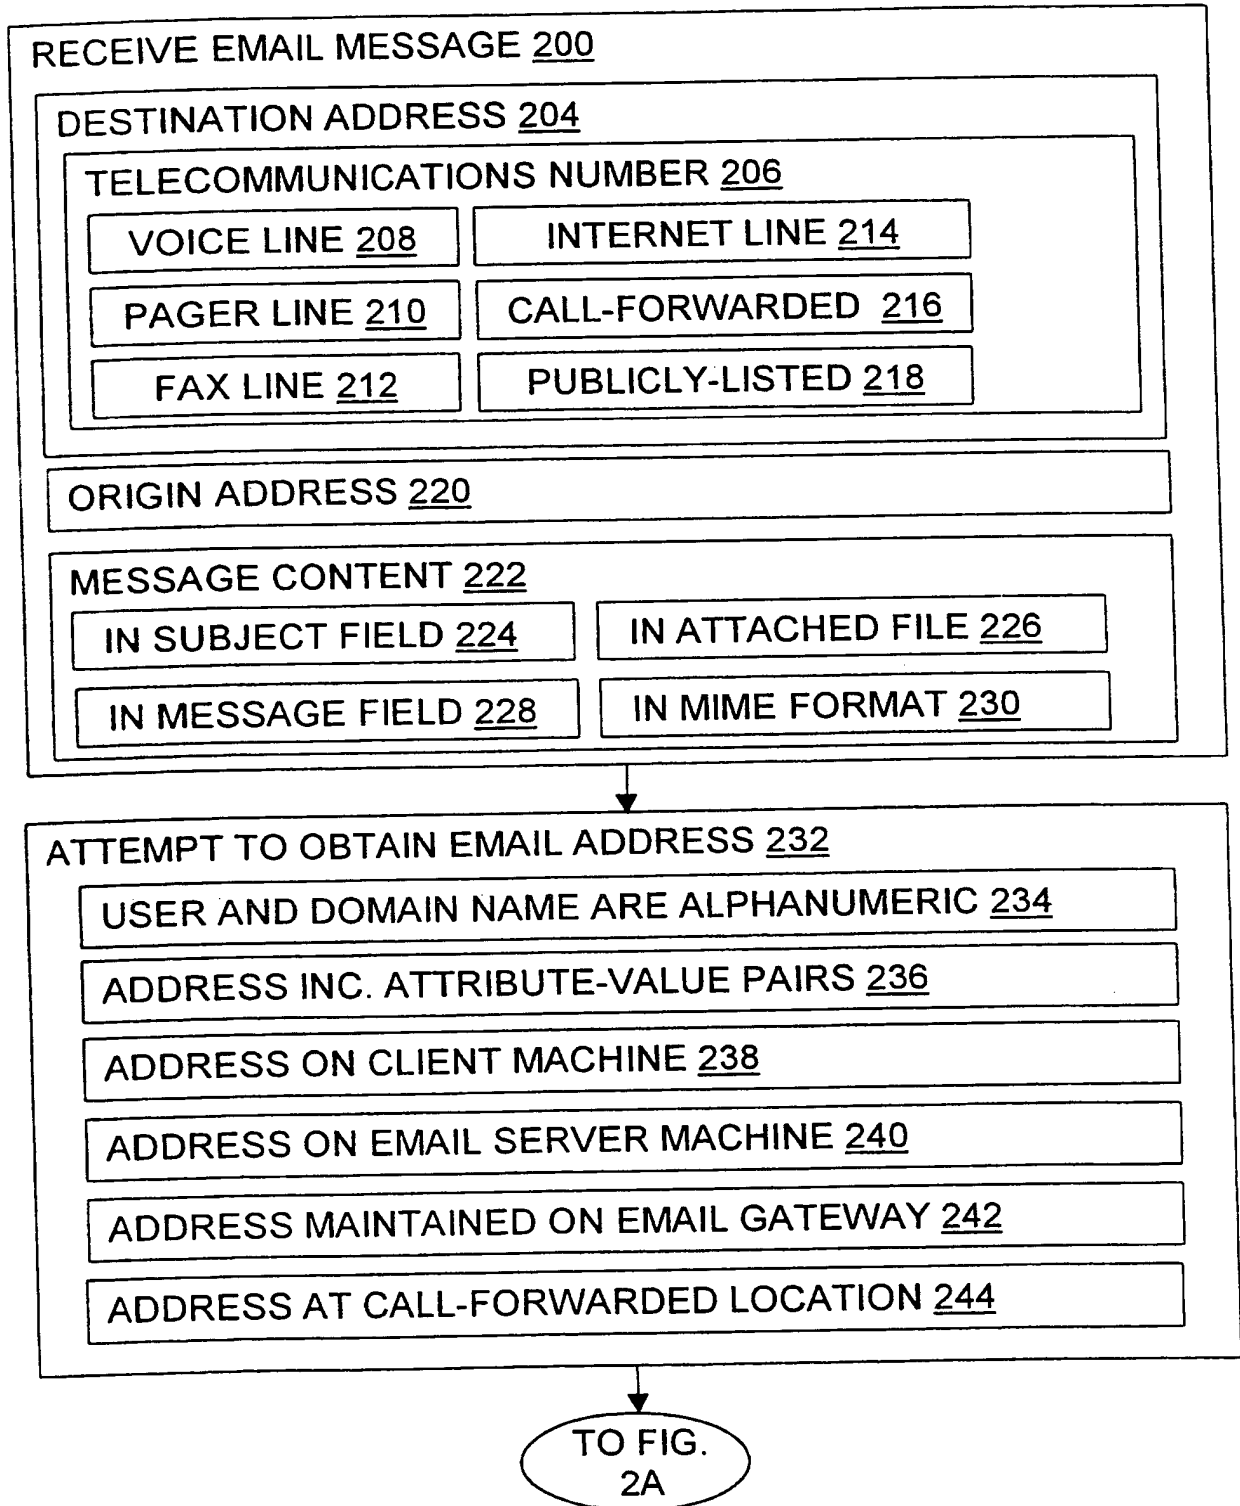 RECEIVE EMAIL MESSAGE 200
DESTINATION ADDRESS 204
TELECOMMUNICATIONS NUMBER 206
VOICE LINE 208
INTERNET LINE 214
PAGER LINE 210
CALL-FORWARDED 216
FAX LINE 212
PUBLICLY-LISTED 218
ORIGIN ADDRESS 220
MESSAGE CONTENT 222
IN SUBJECT FIELD 224
IN ATTACHED FILE 226
IN MESSAGE FIELD 228
IN MIME FORMAT 230
ATTEMPT TO OBTAIN EMAIL ADDRESS 232
USER AND DOMAIN NAME ARE ALPHANUMERIC 234
ADDRESS INC. ATTRIBUTE-VALUE PAIRS 236
ADDRESS ON CLIENT MACHINE 238
ADDRESS ON EMAIL SERVER MACHINE 240
ADDRESS MAINTAINED ON EMAIL GATEWAY 242
ADDRESS AT CALL-FORWARDED LOCATION 244
TO FIG.
2A